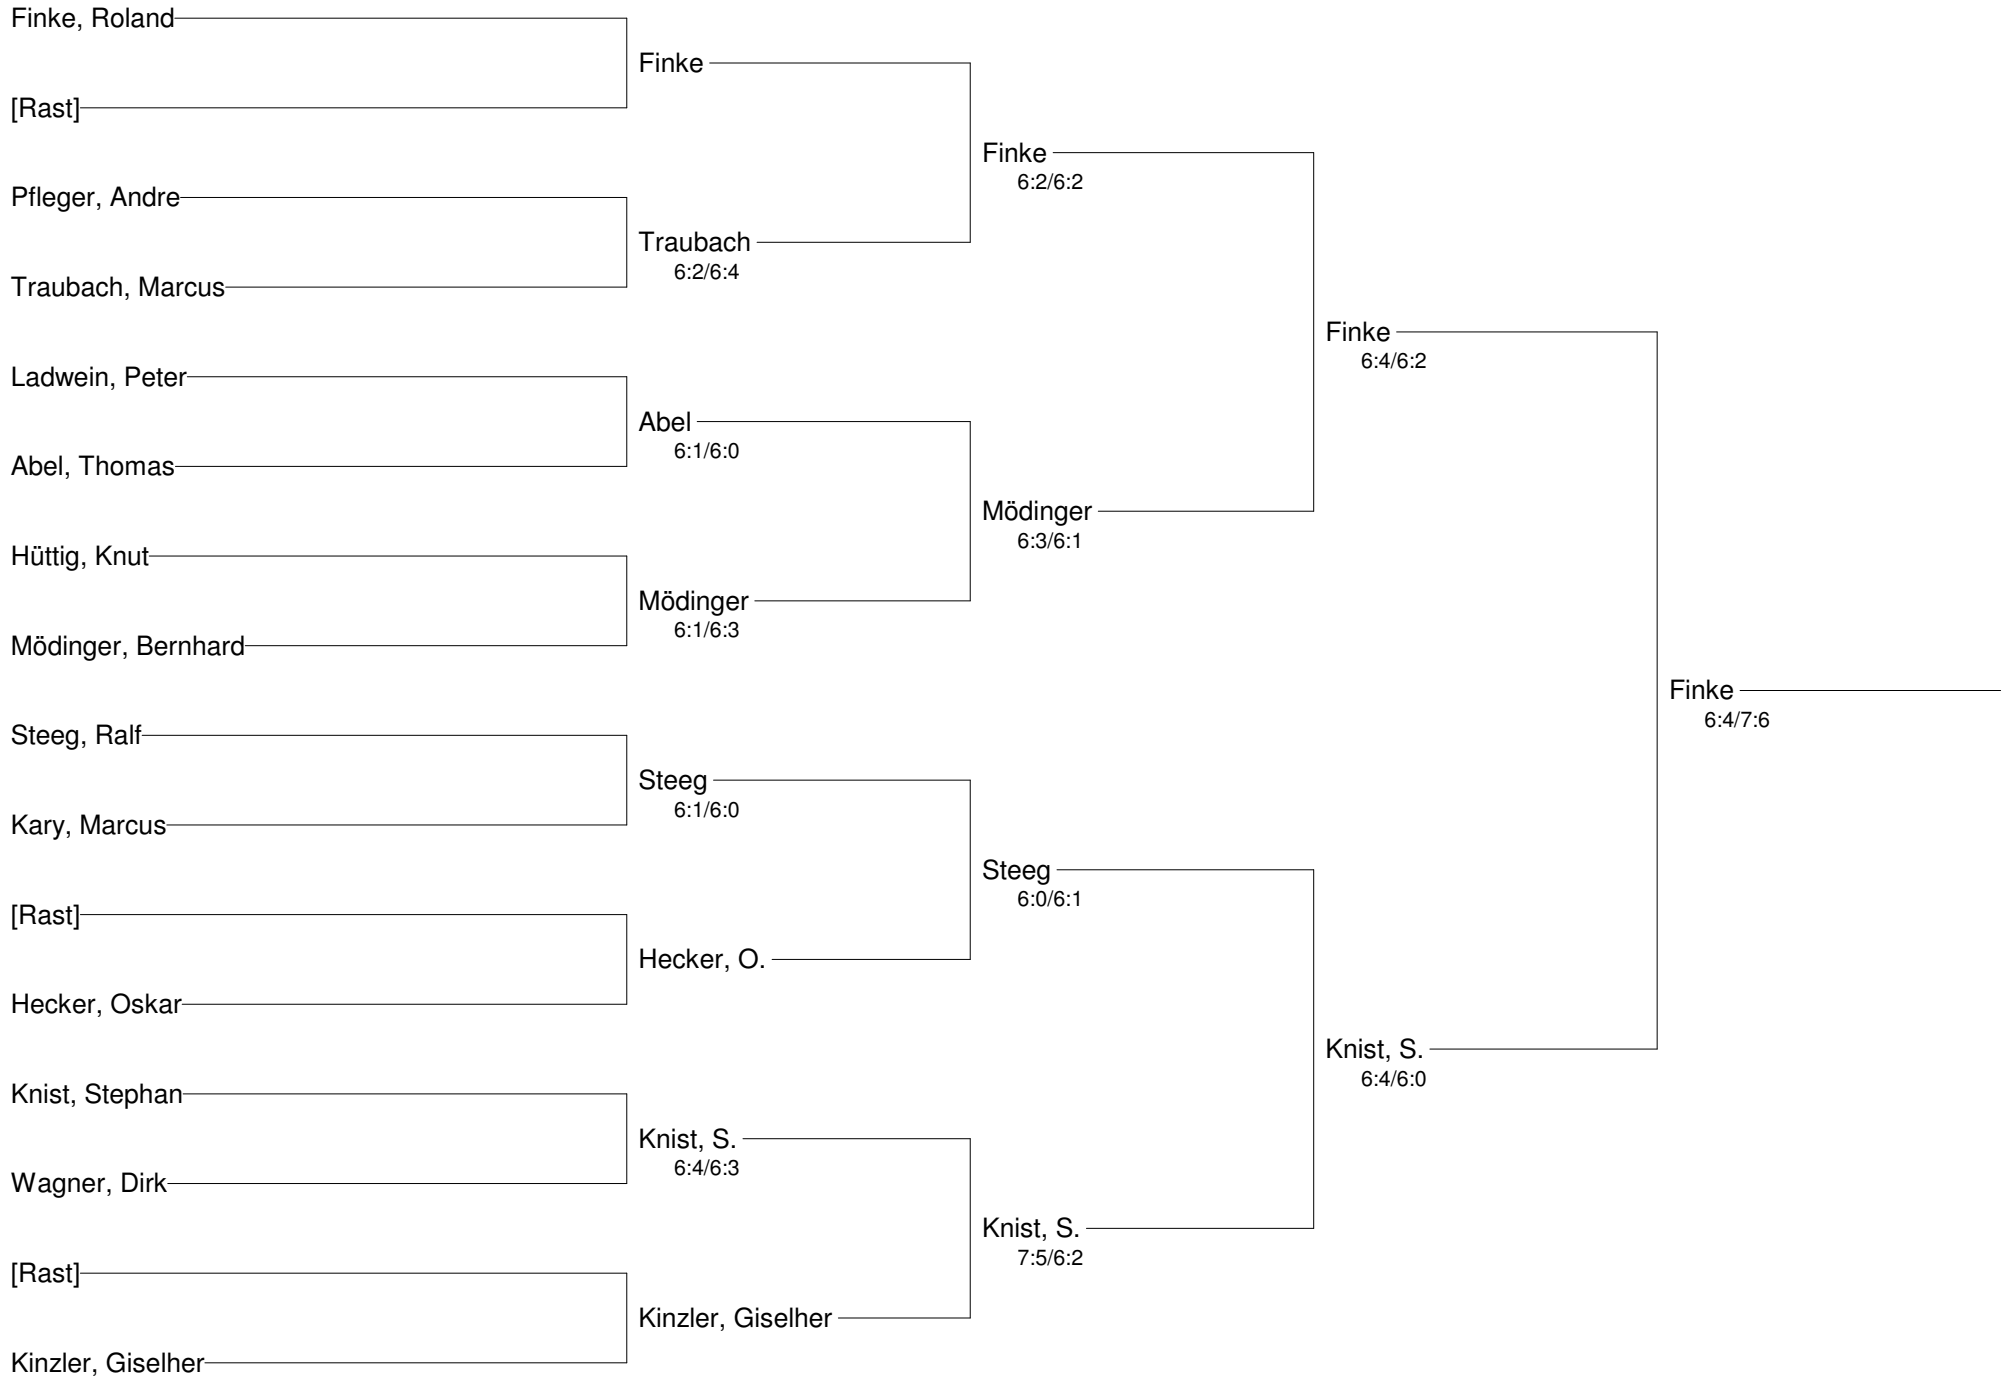 Finke, Roland
[Rast]
Pfleger, Andre
Traubach, Marcus
Ladwein, Peter
Abel, Thomas
Hüttig, Knut
Mödinger, Bernhard
Steeg, Ralf
Kary, Marcus
[Rast]
Hecker, Oskar
Knist, Stephan
Wagner, Dirk
[Rast]
Kinzler, Giselher
Finke
Traubach
6:2/6:4
Abel
6:1/6:0
Mödinger
6:1/6:3
Steeg
6:1/6:0
Hecker, O.
Knist, S.
6:4/6:3
Kinzler, Giselher
Finke
6:2/6:2
Mödinger
6:3/6:1
Steeg
6:0/6:1
Knist, S.
7:5/6:2
Finke
6:4/6:2
Knist, S.
6:4/6:0
Finke
6:4/7:6